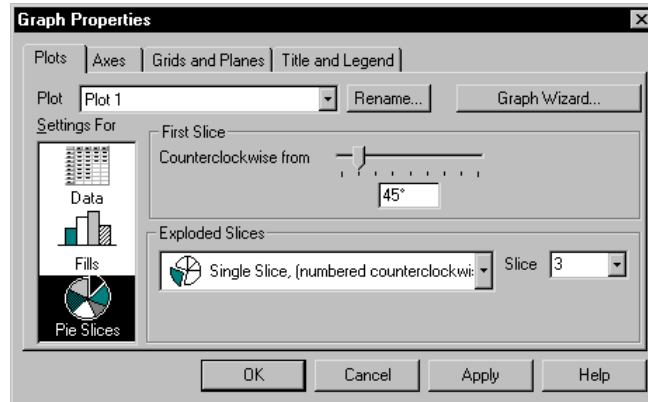 Graph Properties
Plots Axes Grids and Planes Title and Legend
Plot Plot 1 Rename... Graph Wizard...
Settings For
First Slice
Counterclockwise from
45°
Data
Exploded Slices
Single Slice, (numbered counterclockwi: Slice 3
Fills
Pie Slices
OK Cancel Apply Help